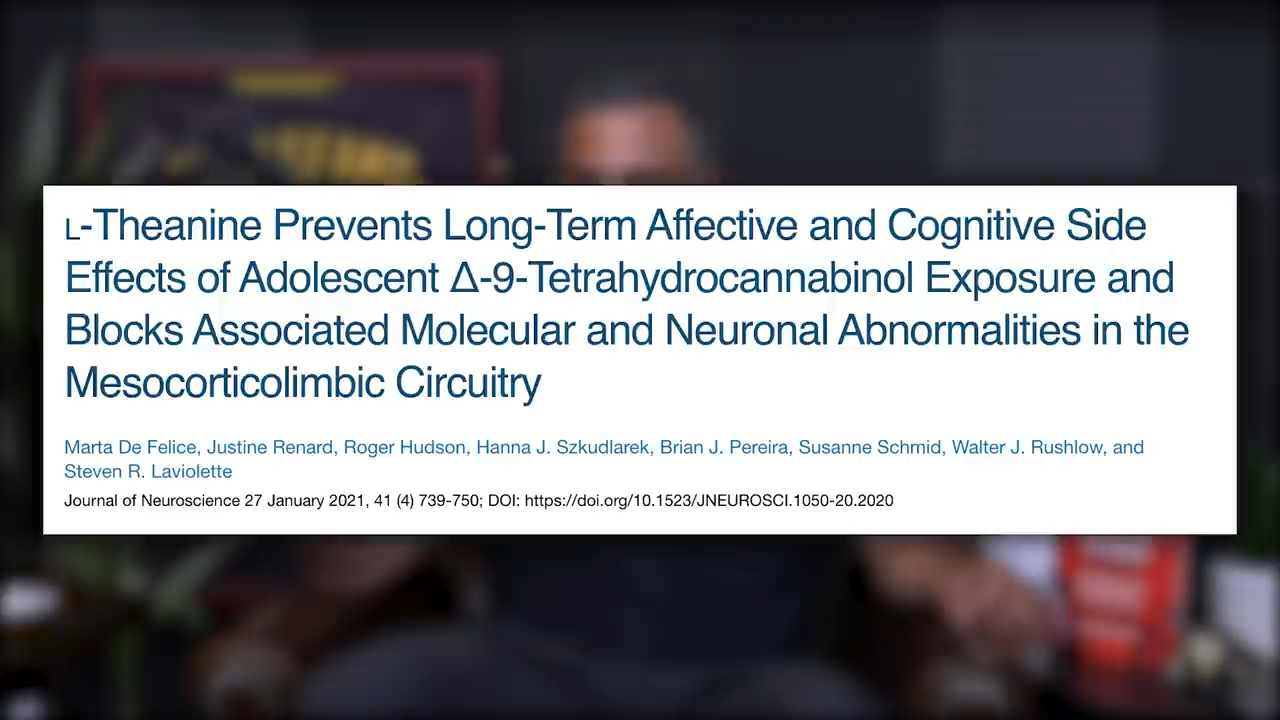 L-Theanine Prevents Long-Term Affective and Cognitive Side
Effects of Adolescent Δ-9-Tetrahydrocannabinol Exposure and
Blocks Associated Molecular and Neuronal Abnormalities in the
Mesocorticolimbic Circuitry
Marta De Felice, Justine Renard, Roger Hudson, Hanna J. Szkudlarek, Brian J. Pereira, Susanne Schmid, Walter J. Rushlow, and
Steven R. Laviolette
Journal of Neuroscience 27 January 2021, 41 (4) 739-750; DOI: https://doi.org/10.1523/JNEUROSCI.1050-20.2020